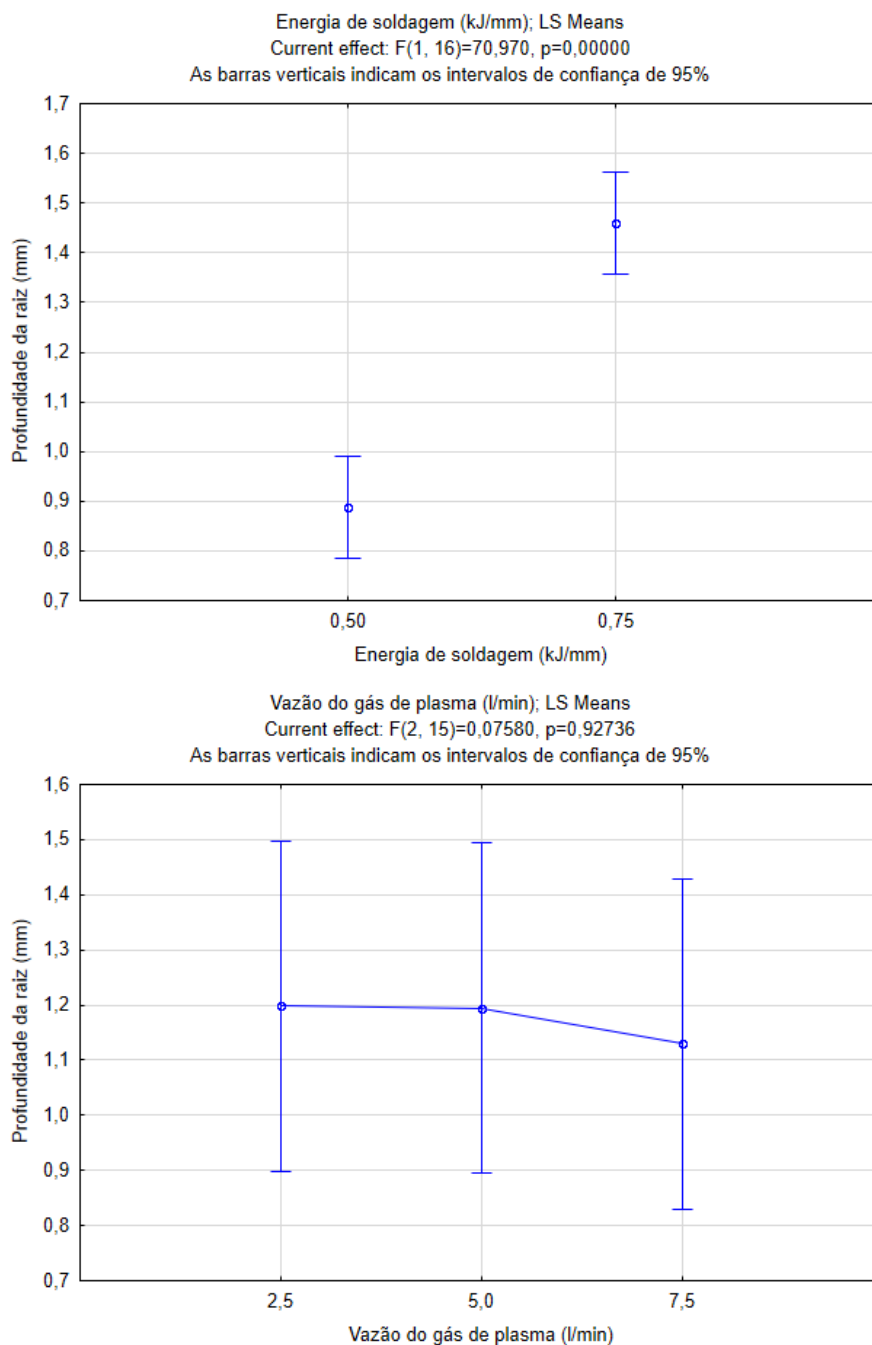 Energia de soldagem (kJ/mm); LS Means
Current effect: F(1, 16)=70,970, p=0,00000
As barras verticais indicam os intervalos de confiança de 95%
1,7
1,6
1,5
1,4
1,3
1,2
1,1
1,0
0,9
0,8
0,7
Profundidade da raiz (mm)
0,50 0,75
Energia de soldagem (kJ/mm)
Vazão do gás de plasma (l/min); LS Means
Current effect: F(2, 15)=0,07580, p=0,92736
As barras verticais indicam os intervalos de confiança de 95%
1,6
1,5
1,4
1,3
1,2
1,1
1,0
0,9
0,8
0,7
Profundidade da raiz (mm)
2,5 5,0 7,5
Vazão do gás de plasma (l/min)